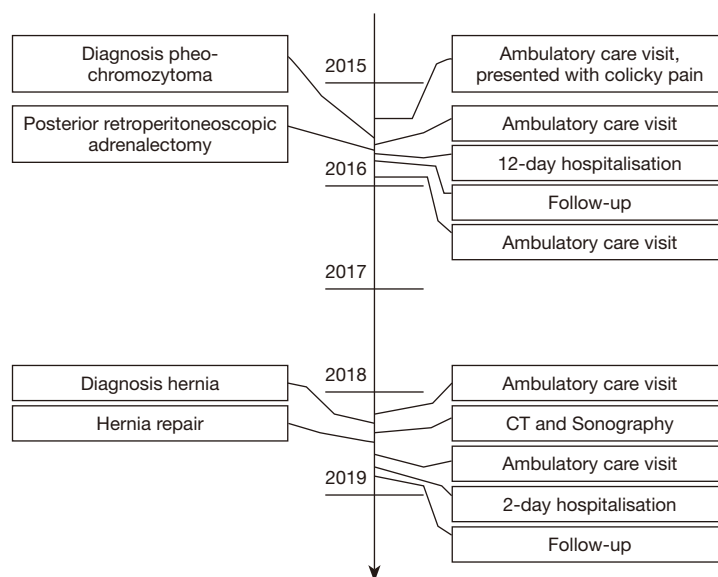 Diagnosis pheo-
chromozytoma
2015
Ambulatory care visit,
presented with colicky pain
Posterior retroperitoneoscopic
adrenalectomy
Ambulatory care visit
12-day hospitalisation
2016
Follow-up
Ambulatory care visit
2017
2018
Diagnosis hernia
Ambulatory care visit
Hernia repair
CT and Sonography
Ambulatory care visit
2019
2-day hospitalisation
Follow-up